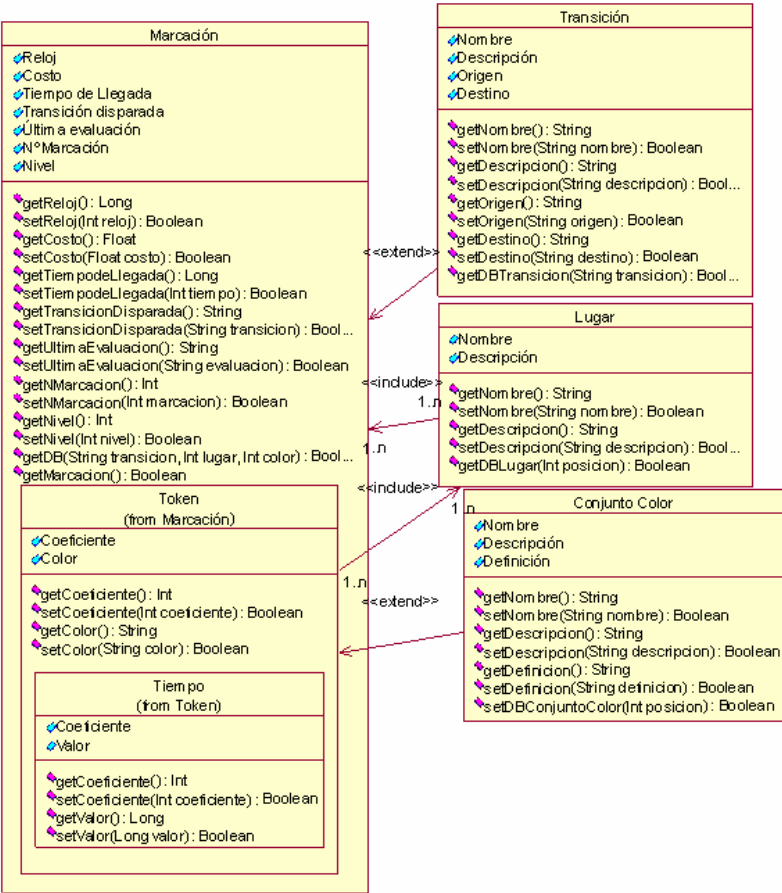 Marcación
Reloj
Costo
Tiempo de Llegada
Transición disparada
Última evaluación
NºMarcación
Nivel
getReloj(): Long
setReloj(Int reloj): Boolean
getCosto(): Float
setCosto(Float costo): Boolean
getTiempodeLlegada(): Long
setTiempodeLlegada(Int tiempo): Boolean
getTransicionDisparada(): String
setTransicionDisparada(String transicion): Bool...
getUltimaEvaluacion(): String
setUltimaEvaluacion(String evaluacion): Boolean
getNMarcacion(): Int
setNMarcacion(Int marcacion): Boolean
getNivel(): Int
setNivel(Int nivel): Boolean
getDB(String transicion, Int lugar, Int color): Bool...
getMarcacion(): Boolean
Token
(from Marcación)
Coeficiente
Color
getCoeficiente(): Int
setCoeficiente(Int coeficiente): Boolean
getColor(): String
setColor(String color): Boolean
Tiempo
(from Token)
Coeficiente
Valor
getCoeficiente(): Int
setCoeficiente(Int coeficiente): Boolean
getValor(): Long
setValor(Long valor): Boolean
<<extend>>
<<include>>
1..n
1..n
<<include>>
1..n
1..n
<<extend>>
Transición
Nombre
Descripción
Origen
Destino
getNombre(): String
setNombre(String nombre): Boolean
getDescripcion(): String
setDescripcion(String descripcion): Bool...
getOrigen(): String
setOrigen(String origen): Boolean
getDestino(): String
setDestino(String destino): Boolean
getDBTransicion(String transicion): Bool...
Lugar
Nombre
Descripción
getNombre(): String
setNombre(String nombre): Boolean
getDescripcion(): String
setDescripcion(String descripcion): Bool...
getDBLugar(Int posicion): Boolean
Conjunto Color
Nombre
Descripción
Definición
getNombre(): String
setNombre(String nombre): Boolean
getDescripcion(): String
setDescripcion(String descripcion): Boolean
getDefinicion(): String
setDefinicion(String definicion): Boolean
setDBConjuntoColor(Int posicion): Boolean